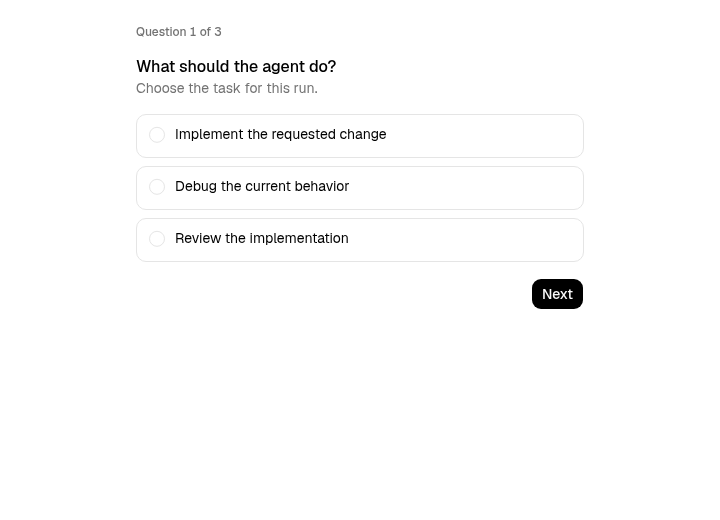 Question 1 of 3
What should the agent do?
Choose the task for this run.
Implement the requested change
Debug the current behavior
Review the implementation
Next